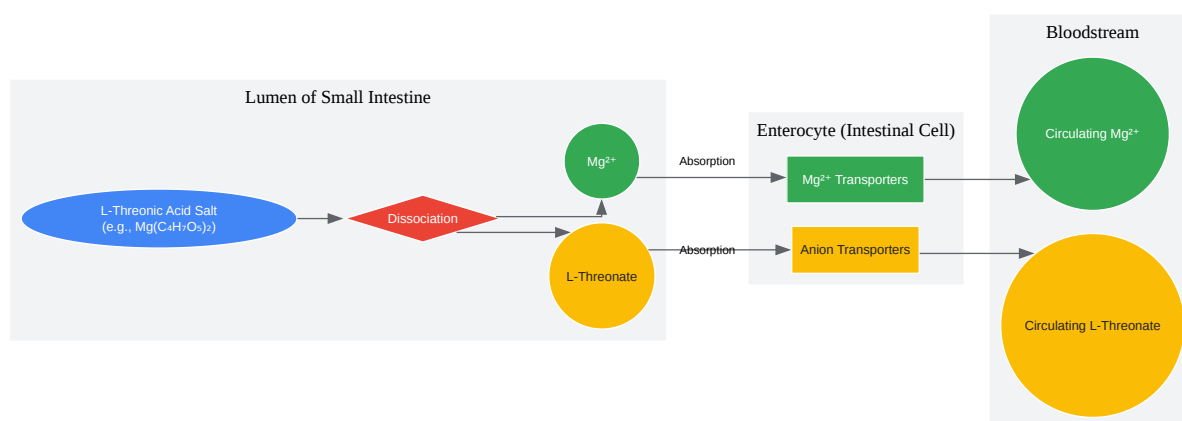 Lumen of Small Intestine
L-Threonic Acid Salt
(e.g., Mg(C₄H₇O₅)₂)
Dissociation
Mg²⁺
L-Threonate
Absorption
Absorption
Enterocyte (Intestinal Cell)
Mg²⁺ Transporters
Anion Transporters
Bloodstream
Circulating Mg²⁺
Circulating L-Threonate